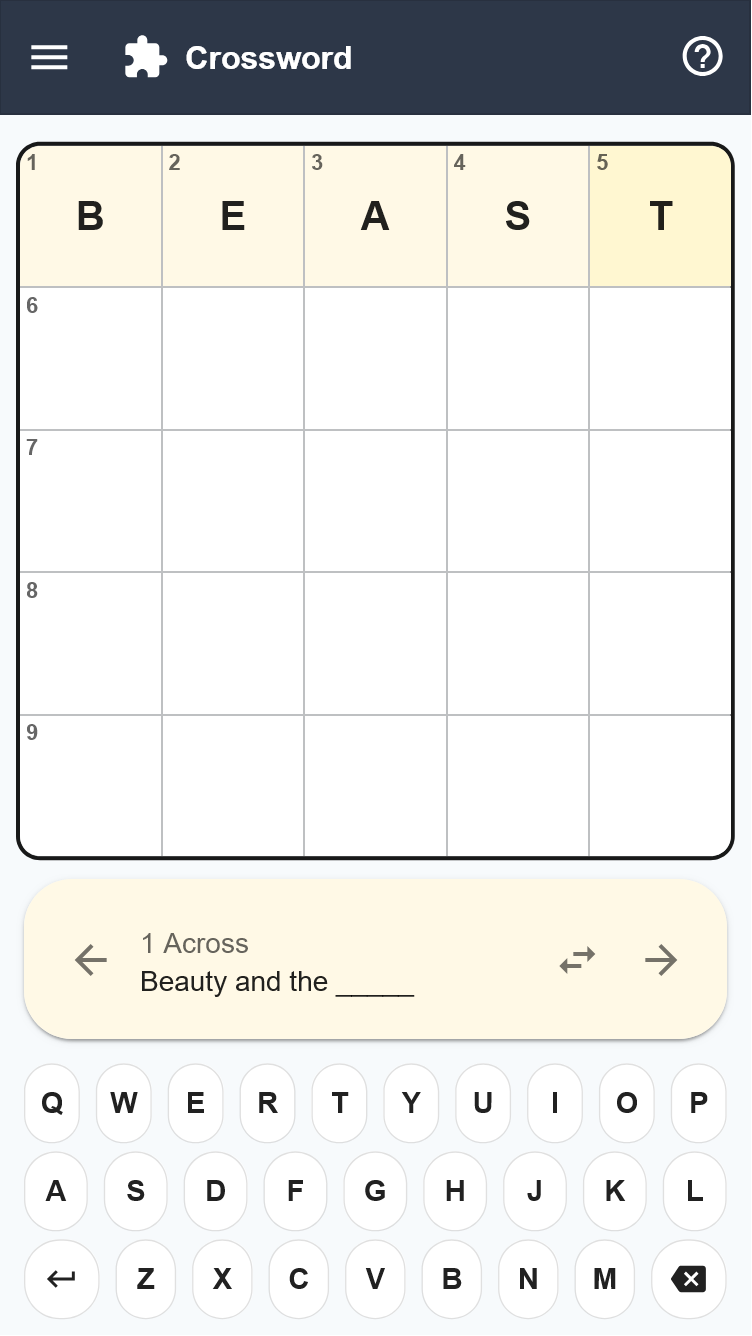 Crossword
1 2 3 4 5
B E A S T
6
7
8
9
1 Across
Beauty and the _____
Q W E R T Y U I O P
A S D F G H J K L
Z X C V B N M